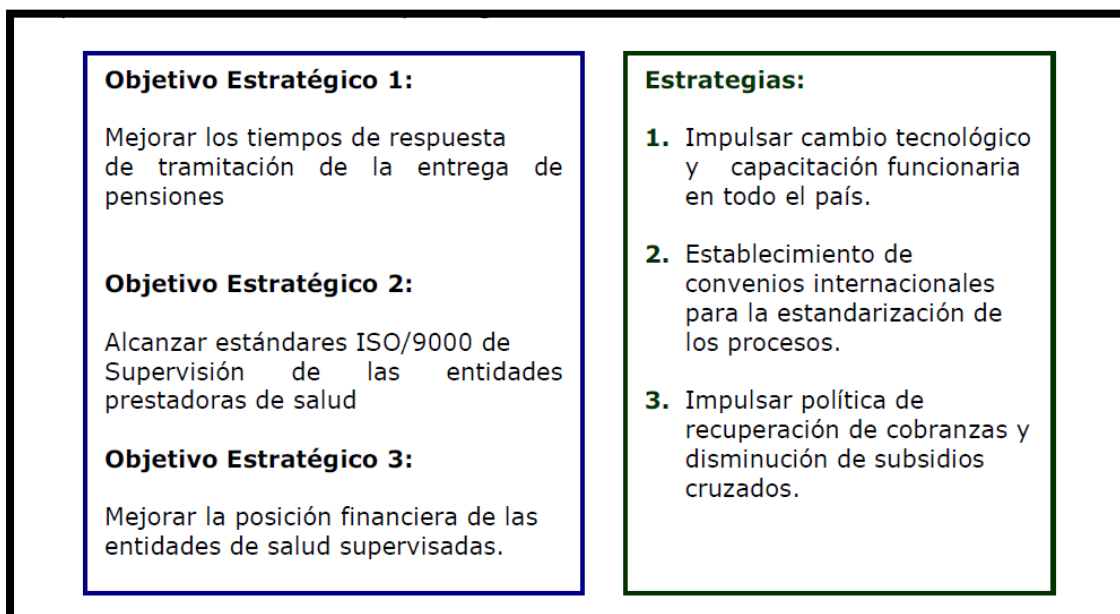 Objetivo Estratégico 1:
Mejorar los tiempos de respuesta
de tramitación de la entrega de
pensiones
Objetivo Estratégico 2:
Alcanzar estándares ISO/9000 de
Supervisión de las entidades
prestadoras de salud
Objetivo Estratégico 3:
Mejorar la posición financiera de las
entidades de salud supervisadas.
Estrategias:
1. Impulsar cambio tecnológico
y capacitación funcionaria
en todo el país.
2. Establecimiento de
convenios internacionales
para la estandarización de
los procesos.
3. Impulsar política de
recuperación de cobranzas y
disminución de subsidios
cruzados.